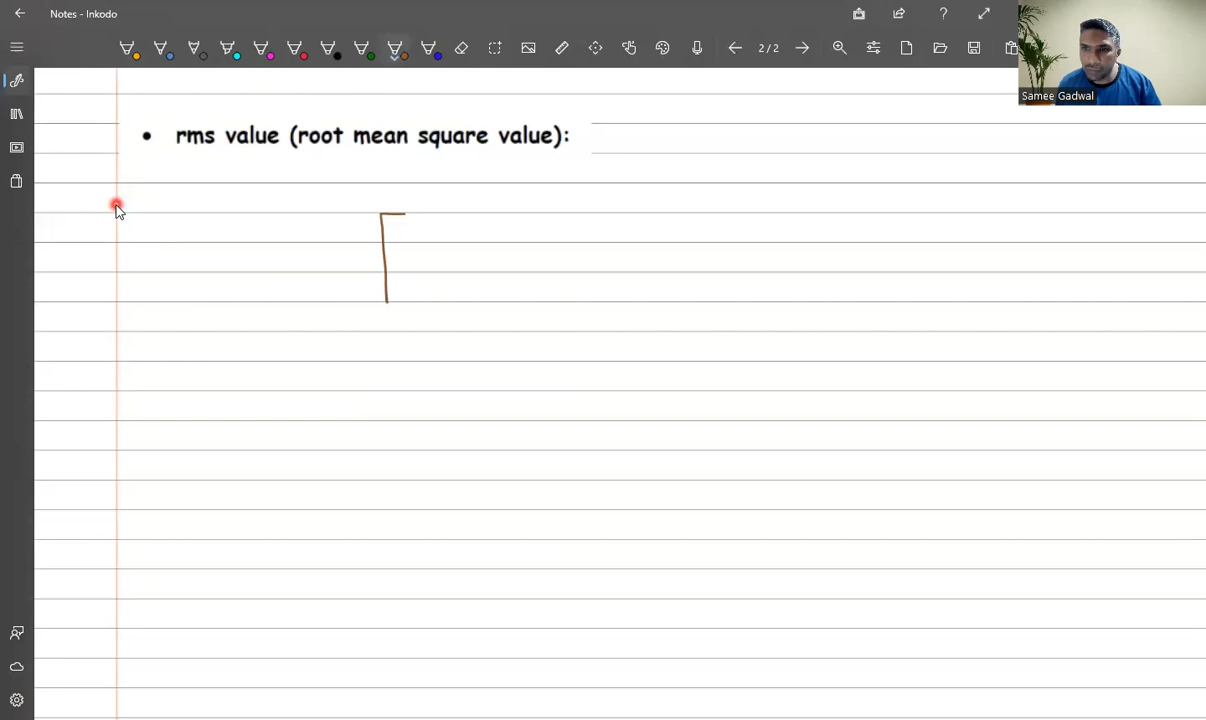 Notes - Inkodo
2 / 2
Samee Gadwal
• rms value (root mean square value):